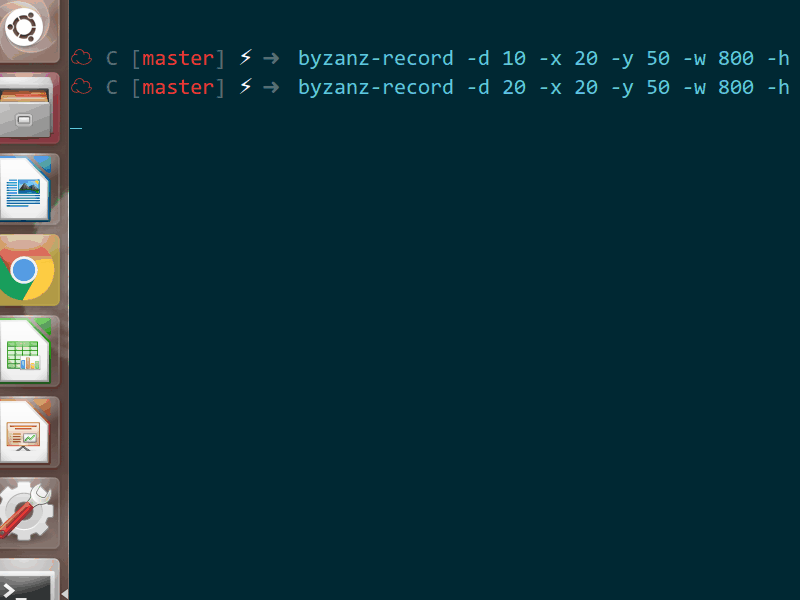 C [master] ⚡ ➜ byzanz-record -d 10 -x 20 -y 50 -w 800 -h
C [master] ⚡ ➜ byzanz-record -d 20 -x 20 -y 50 -w 800 -h